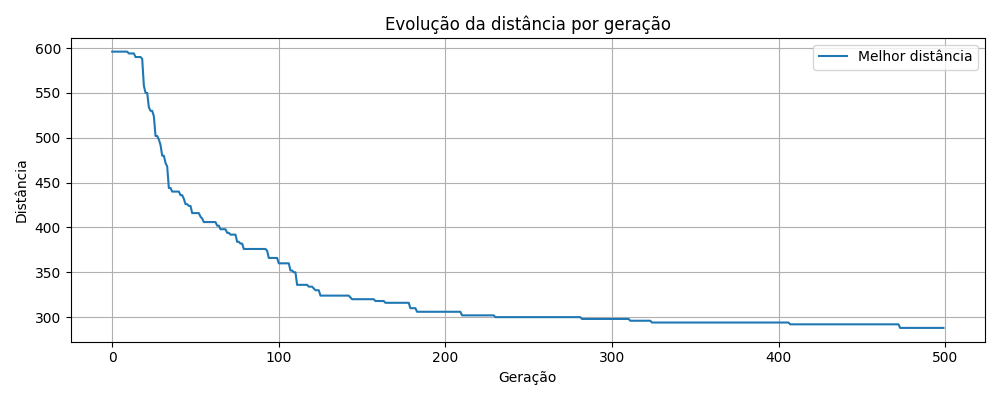 Evolução da distância por geração
Melhor distância
Distância
600
550
500
450
400
350
300
0 100 200 300 400 500
Geração